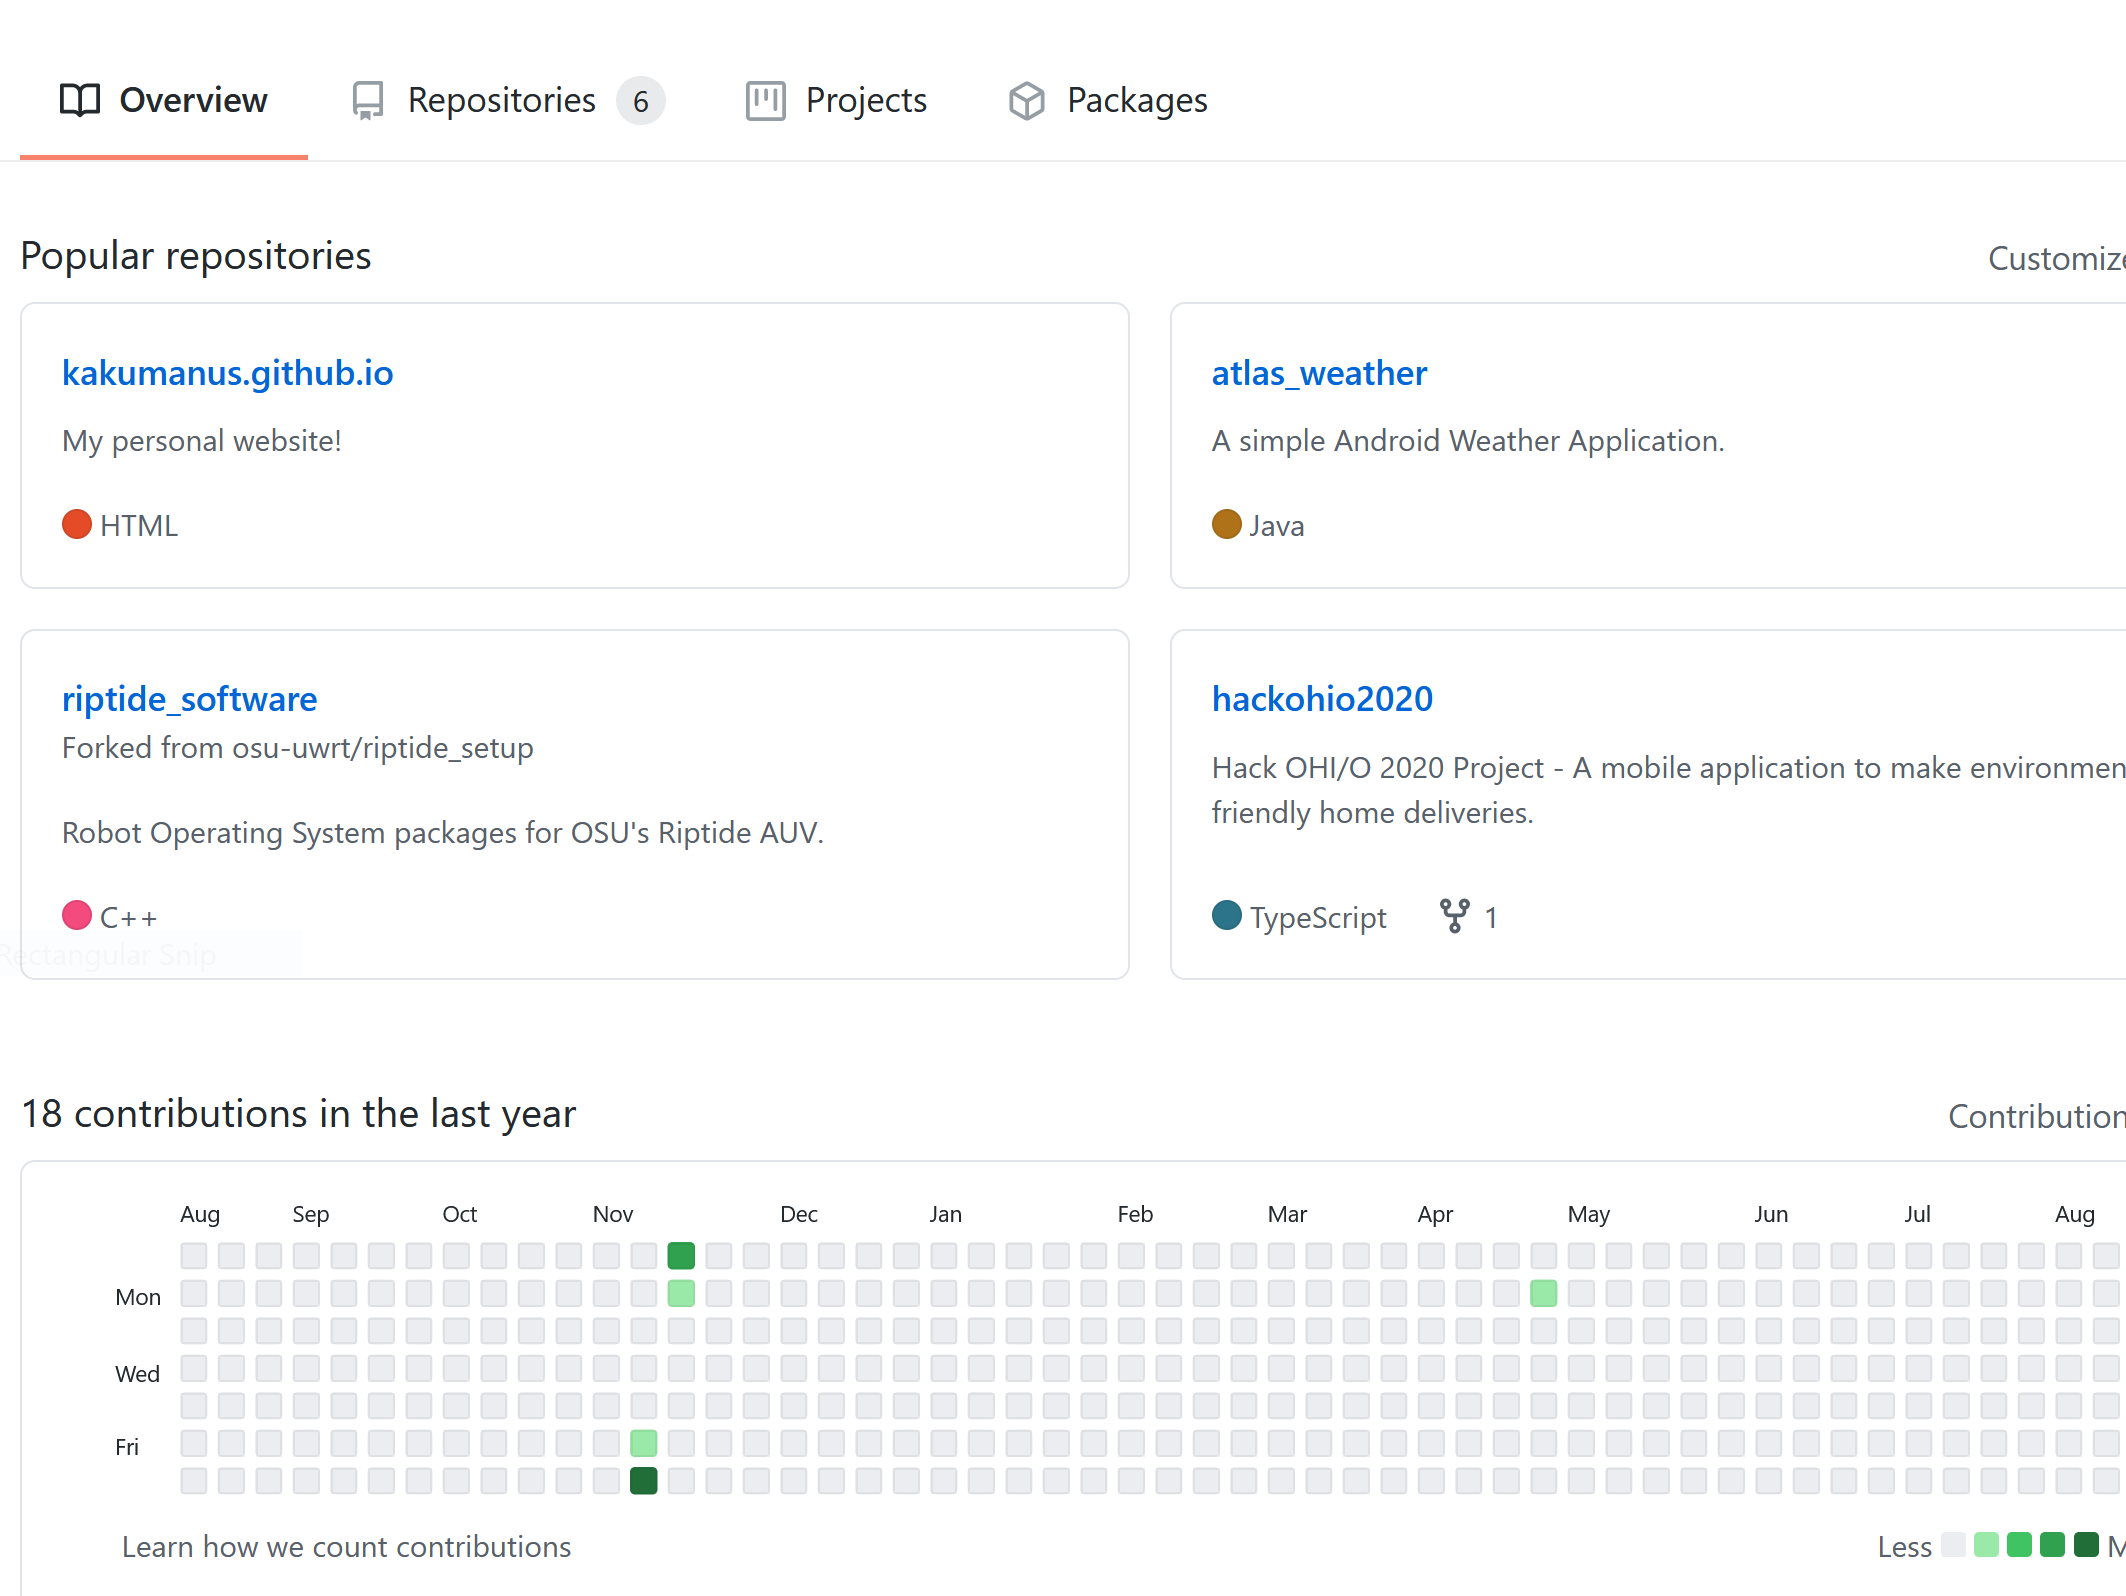 Overview Repositories 6 Projects Packages
Popular repositories
Customize
kakumanus.github.io
My personal website!
HTML
atlas_weather
A simple Android Weather Application.
Java
riptide_software
Forked from osu-uwrt/riptide_setup
Robot Operating System packages for OSU's Riptide AUV.
C++
Rectangular Snip
hackohio2020
Hack OHI/O 2020 Project - A mobile application to make environmen
friendly home deliveries.
TypeScript 1
18 contributions in the last year
Contribution
Aug Sep Oct Nov Dec Jan Feb Mar Apr May Jun Jul Aug
Mon
Wed
Fri
Learn how we count contributions
Less M